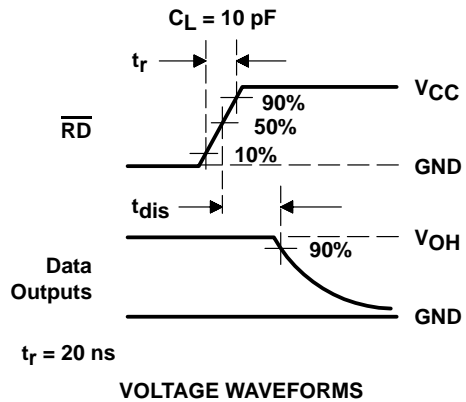 C_L = 10 pF
t_r
V_CC
90%
50%
R̅D̅
10%
GND
t_dis
V_OH
90%
Data
Outputs
GND
t_r = 20 ns
VOLTAGE WAVEFORMS